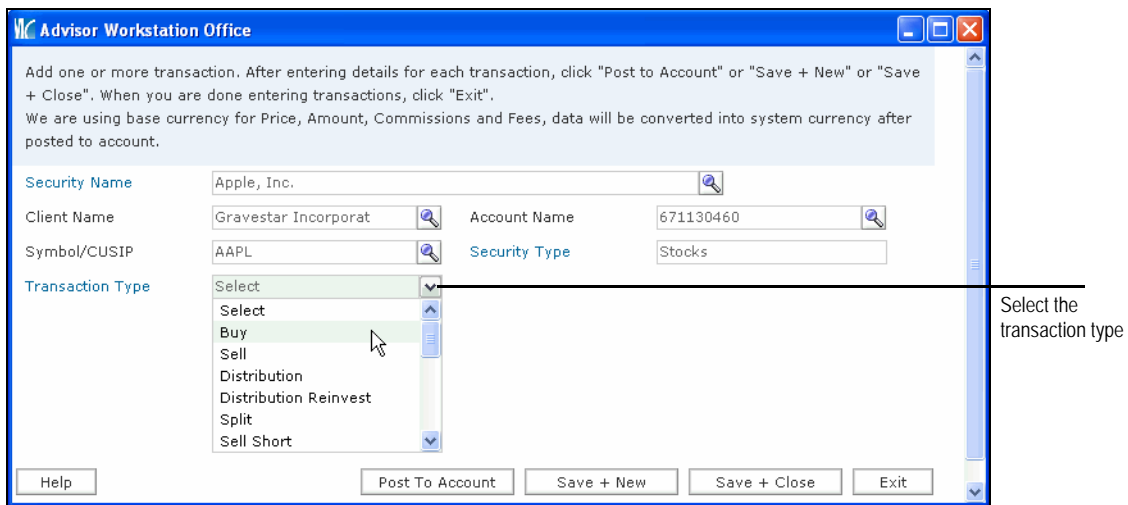 Advisor Workstation Office
Add one or more transaction. After entering details for each transaction, click "Post to Account" or "Save + New" or "Save
+ Close". When you are done entering transactions, click "Exit".
We are using base currency for Price, Amount, Commissions and Fees, data will be converted into system currency after
posted to account.
Security Name Apple, Inc.
Client Name Gravestar Incorporat Account Name 671130460
Symbol/CUSIP AAPL Security Type Stocks
Transaction Type Select
Select
Buy
Sell
Distribution
Distribution Reinvest
Split
Sell Short
Select the
transaction type
Help Post To Account Save + New Save + Close Exit